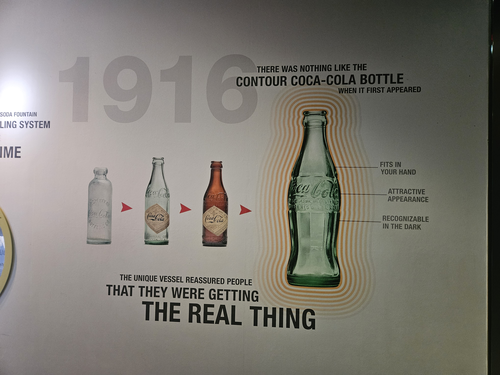 1916
THERE WAS NOTHING LIKE THE
CONTOUR COCA-COLA BOTTLE
WHEN IT FIRST APPEARED
SODA FOUNTAIN
LING SYSTEM
IME
FITS IN
YOUR HAND
ATTRACTIVE
APPEARANCE
RECOGNIZABLE
IN THE DARK
Coca-Cola
THE UNIQUE VESSEL REASSURED PEOPLE
THAT THEY WERE GETTING
THE REAL THING